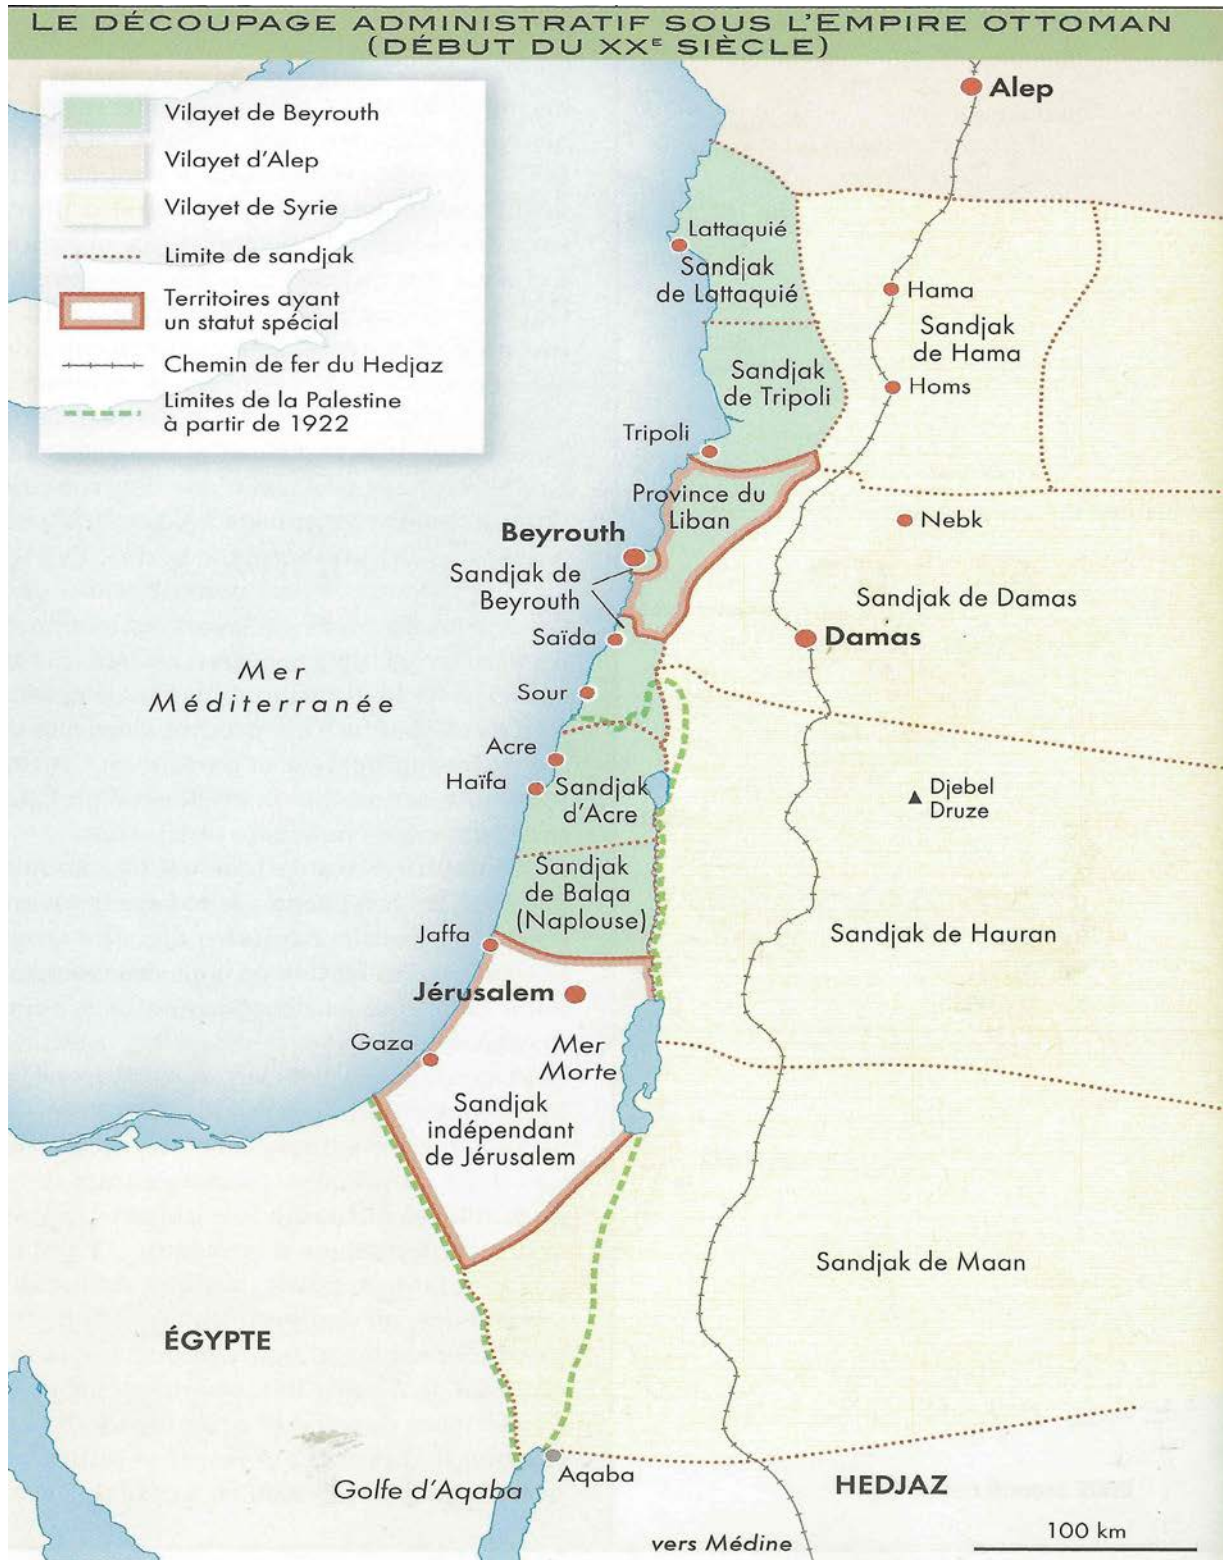 LE DÉCOUPAGE ADMINISTRATIF SOUS L'EMPIRE OTTOMAN
(DÉBUT DU XXE SIÈCLE)
Vilayet de Beyrouth
Vilayet d'Alep
Vilayet de Syrie
Limite de sandjak
Territoires ayant
un statut spécial
Chemin de fer du Hedjaz
Limites de la Palestine
à partir de 1922
Alep
Lattaquié
Sandjak
de Lattaquié
Hama
Sandjak
de Hama
Sandjak
de Tripoli
Homs
Tripoli
Province du
Liban
Nebk
Beyrouth
Sandjak de
Beyrouth
Sandjak de Damas
Saïda
Damas
Mer
Méditerranée
Sour
Acre
Haïfa
Sandjak
d'Acre
Djebel
Druze
Sandjak
de Balqa
(Naplouse)
Jaffa
Sandjak de Hauran
Jérusalem
Gaza
Mer
Morte
Sandjak
indépendant
de Jérusalem
Sandjak de Maan
ÉGYPTE
Aqaba
Golfe d'Aqaba
HEDJAZ
vers Médine
100 km